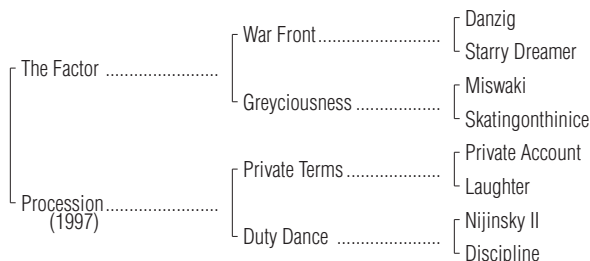 Danzig
War Front
Starry Dreamer
The Factor
Miswaki
Greyciousness
Skatingonthinice
Private Account
Private Terms
Laughter
Procession
(1997)
Nijinsky II
Duty Dance
Discipline